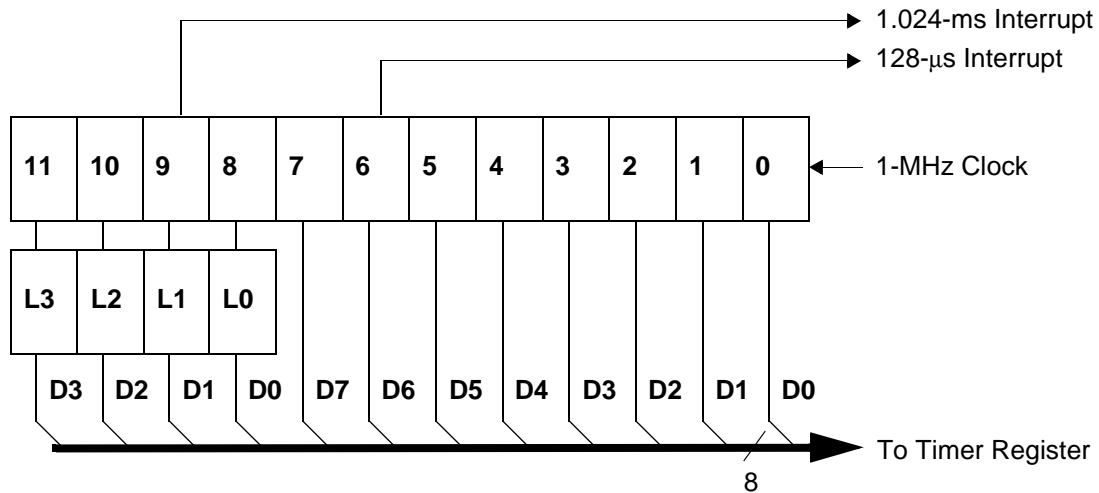 1.024-ms Interrupt
128-μs Interrupt
11 10 9 8 7 6 5 4 3 2 1 0
1-MHz Clock
L3 L2 L1 L0
D3 D2 D1 D0 D7 D6 D5 D4 D3 D2 D1 D0
To Timer Register
8